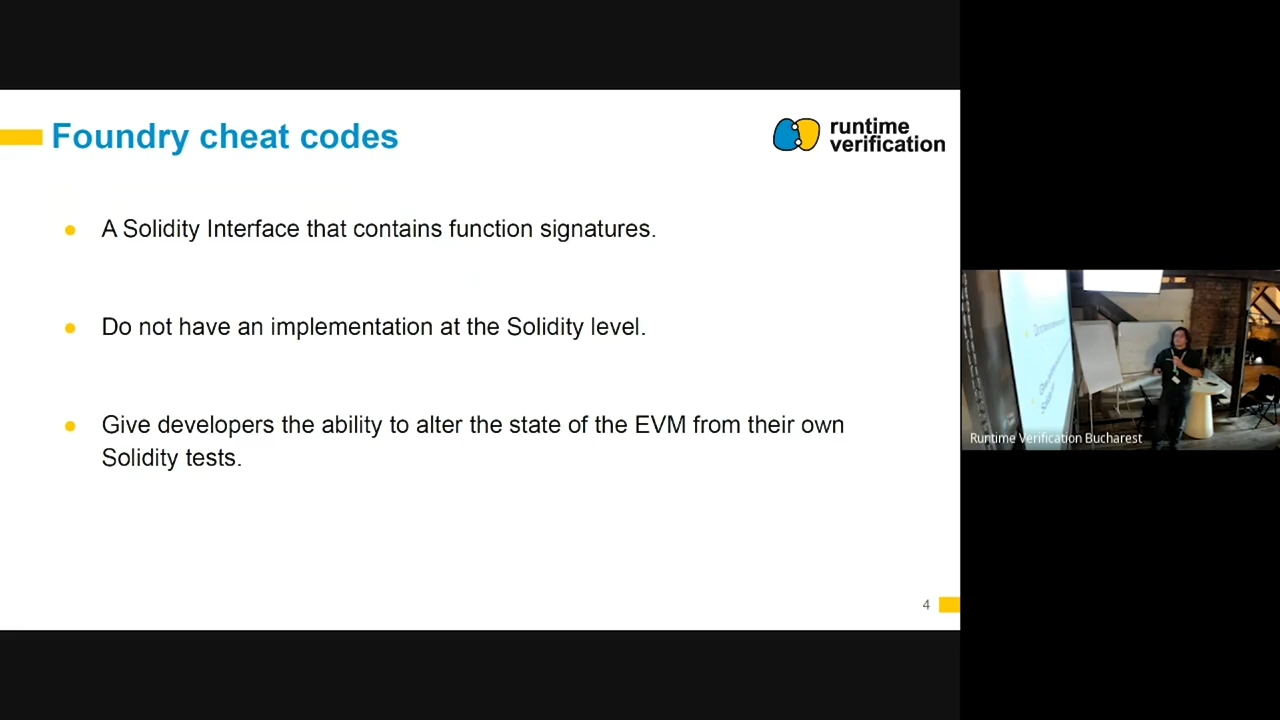 Foundry cheat codes
runtime
verification
● A Solidity Interface that contains function signatures.
● Do not have an implementation at the Solidity level.
● Give developers the ability to alter the state of the EVM from their own
Solidity tests.
4
Runtime Verification Bucharest